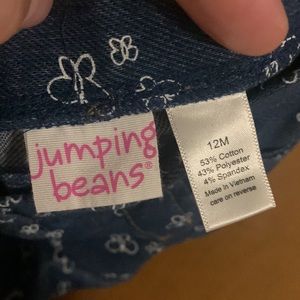 jumping
beans®
12M
53% Cotton
43% Polyester
4% Spandex
Made in Vietnam
care on reverse